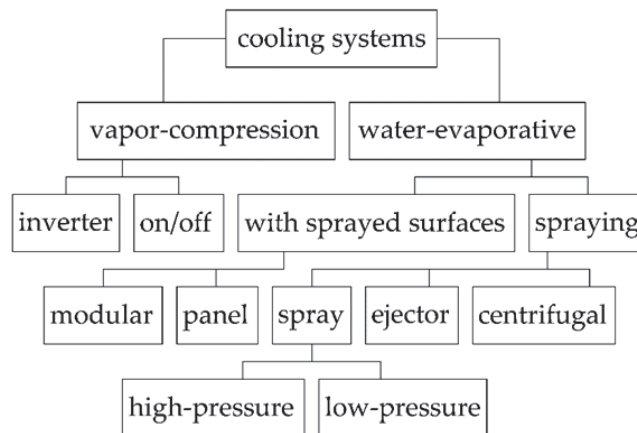 cooling systems
vapor-compression
water-evaporative
inverter
on/off
with sprayed surfaces
spraying
modular
panel
spray
ejector
centrifugal
high-pressure
low-pressure